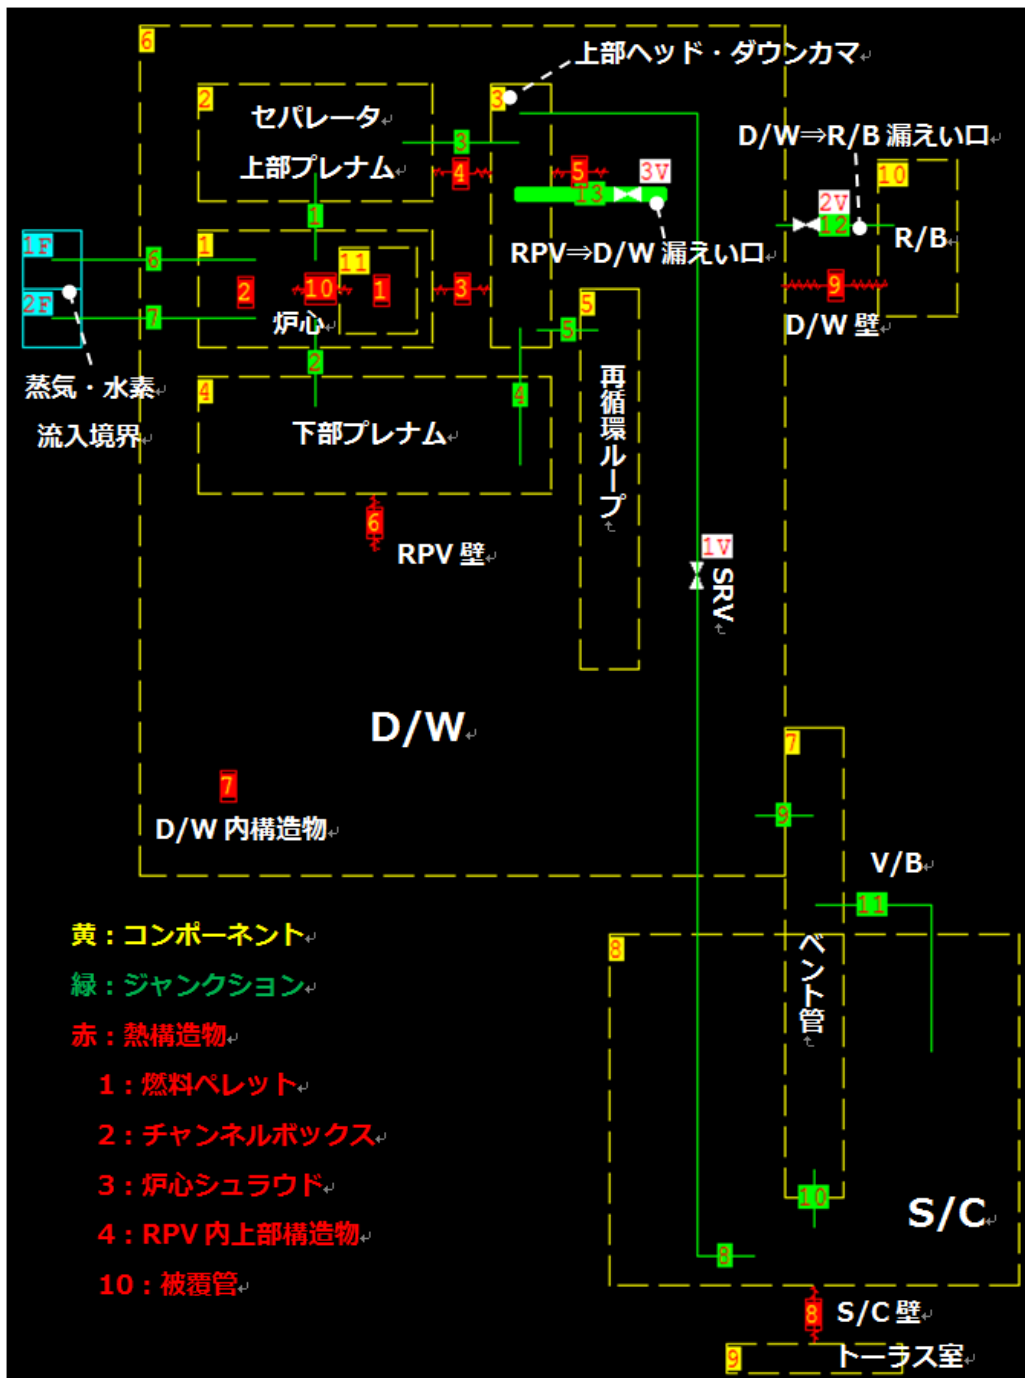 6
上部ヘッド・ダウンカマ
2
セパレータ
上部プレナム
3
3
4
5
3V
13
RPV⇒D/W 漏えい口
D/W⇒R/B 漏えい口
2V
12
10
R/B
9
D/W 壁
1
1F
2F
6
7
蒸気・水素
流入境界
1
2
10
11
1
炉心
3
2
4
下部プレナム
4
5
5
再循環ループ
6
RPV 壁
1V
SRV
D/W
7
D/W 内構造物
7
9
V/B
11
8
ベント管
10
8
S/C
8
S/C 壁
9
トーラス室
黄：コンポーネント
緑：ジャンクション
赤：熱構造物
1：燃料ペレット
2：チャンネルボックス
3：炉心シュラウド
4：RPV 内上部構造物
10：被覆管